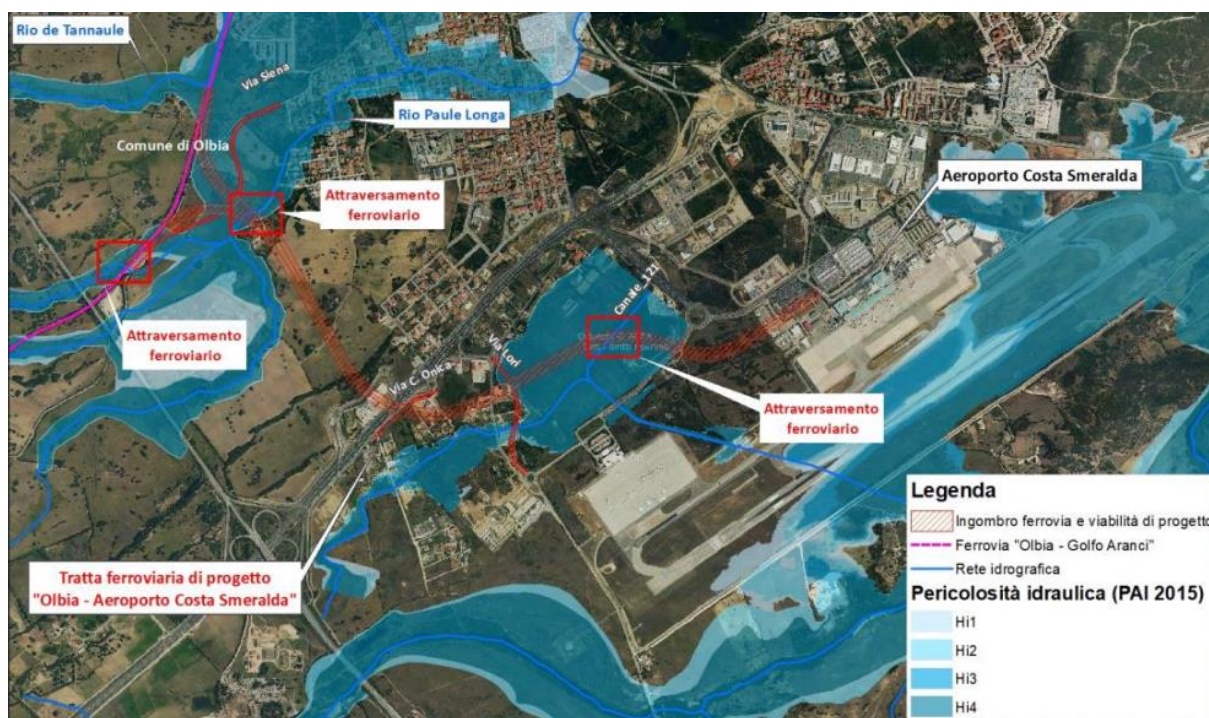 Rio de Tannaule
Via Siena
Rio Paule Longa
Comune di Olbia
Attraversamento
ferroviario
Aeroporto Costa Smeralda
Attraversamento
ferroviario
Canale_121
Via Lori
Via C. Onica
Attraversamento
ferroviario
Tratta ferroviaria di progetto
"Olbia - Aeroporto Costa Smeralda"
Legenda
Ingombro ferrovia e viabilità di progetto
Ferrovia "Olbia - Golfo Aranci"
Rete idrografica
Pericolosità idraulica (PAI 2015)
Hi1
Hi2
Hi3
Hi4